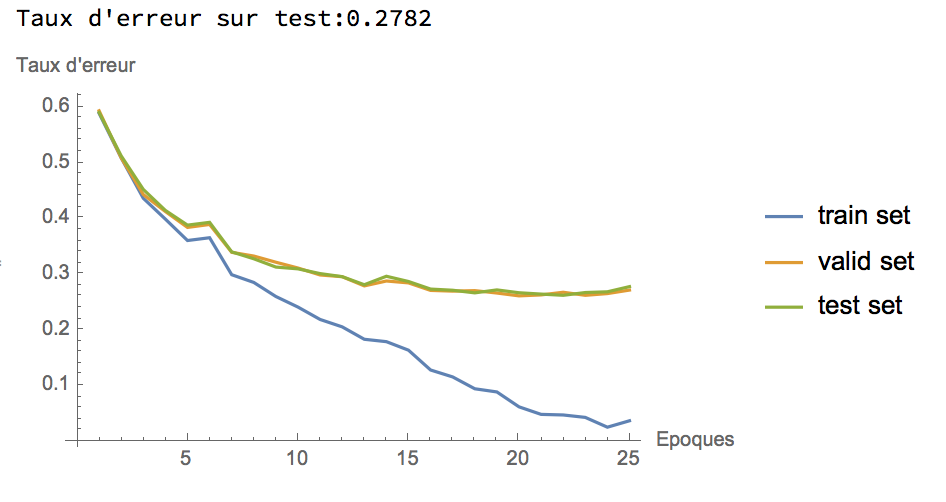 Taux d'erreur sur test:0.2782
Taux d'erreur
0.6
0.5
0.4
0.3
0.2
0.1
5 10 15 20 25
Epoques
train set
valid set
test set